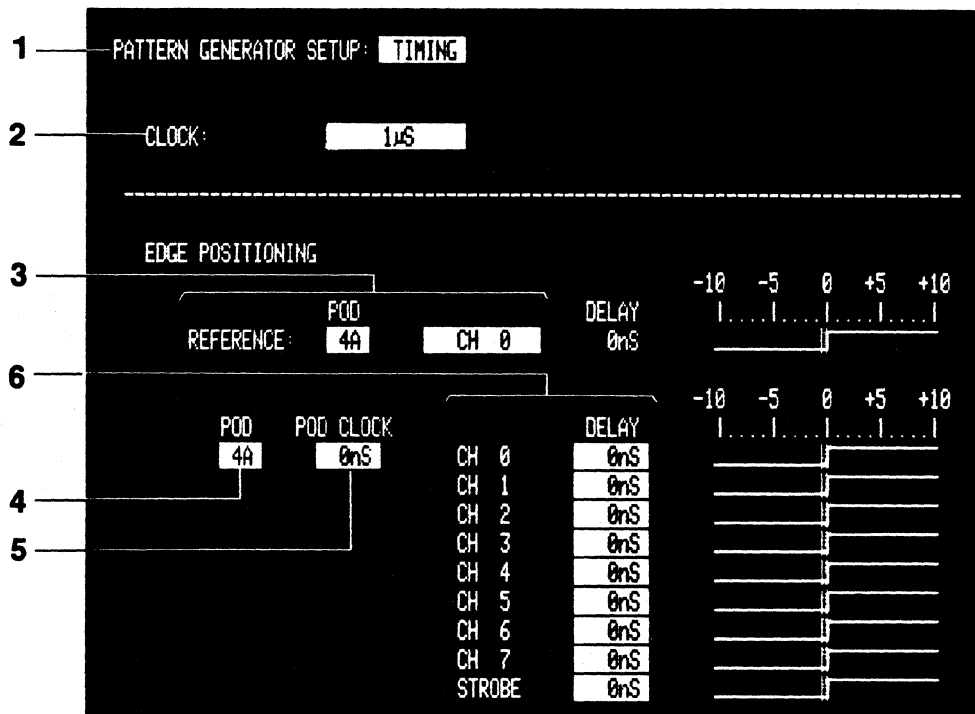 1 PATTERN GENERATOR SETUP: TIMING
2 CLOCK: 1µS
EDGE POSITIONING
3
-10 -5 0 +5 +10
POD DELAY
REFERENCE: 4A CH 0 0nS
6
-10 -5 0 +5 +10
POD POD CLOCK DELAY
4A 0nS CH 0 0nS
CH 1 0nS
4
CH 2 0nS
5
CH 3 0nS
CH 4 0nS
CH 5 0nS
CH 6 0nS
CH 7 0nS
STROBE 0nS